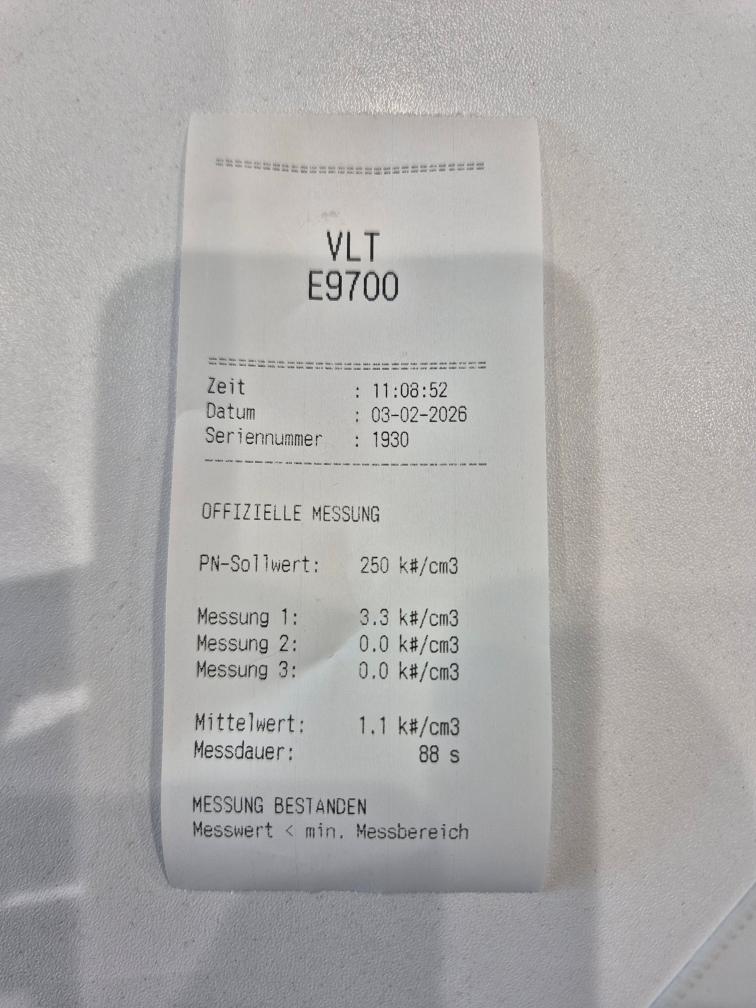 ============================
VLT
E9700
============================
Zeit : 11:08:52
Datum : 03-02-2026
Seriennummer : 1930
----------------------------
OFFIZIELLE MESSUNG
PN-Sollwert: 250 k#/cm3
Messung 1: 3.3 k#/cm3
Messung 2: 0.0 k#/cm3
Messung 3: 0.0 k#/cm3
Mittelwert: 1.1 k#/cm3
Messdauer: 88 s
MESSUNG BESTANDEN
Messwert < min. Messbereich